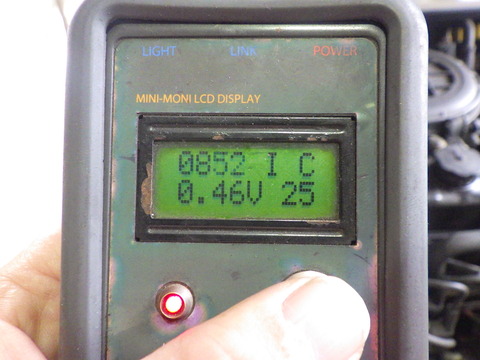 LIGHT LINK POWER
MINI-MONI LCD DISPLAY
0852 I C
0.46V 25